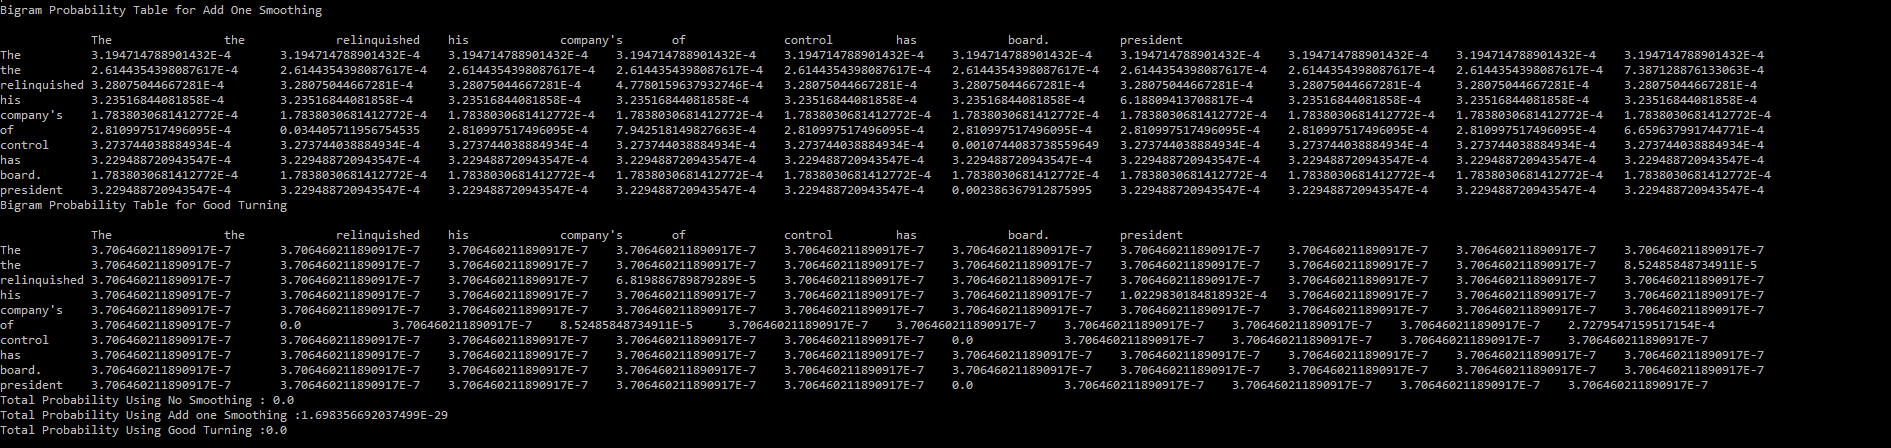 Bigram Probability Table for Add One Smoothing
The the relinquished his company's of control has board. president
The 3.194714788901432E-4 3.194714788901432E-4 3.194714788901432E-4 3.194714788901432E-4 3.194714788901432E-4 3.194714788901432E-4 3.194714788901432E-4 3.194714788901432E-4 3.194714788901432E-4 3.194714788901432E-4
the 2.6144354398087617E-4 2.6144354398087617E-4 2.6144354398087617E-4 2.6144354398087617E-4 2.6144354398087617E-4 2.6144354398087617E-4 2.6144354398087617E-4 2.6144354398087617E-4 2.6144354398087617E-4 7.387128876133063E-4
relinquished 3.28075044667281E-4 3.28075044667281E-4 3.28075044667281E-4 4.7780159637932746E-4 3.28075044667281E-4 3.28075044667281E-4 3.28075044667281E-4 3.28075044667281E-4 3.28075044667281E-4 3.28075044667281E-4
his 3.23516844081858E-4 3.23516844081858E-4 3.23516844081858E-4 3.23516844081858E-4 3.23516844081858E-4 3.23516844081858E-4 6.18809413708817E-4 3.23516844081858E-4 3.23516844081858E-4 3.23516844081858E-4
company's 1.7838030681412772E-4 1.7838030681412772E-4 1.7838030681412772E-4 1.7838030681412772E-4 1.7838030681412772E-4 1.7838030681412772E-4 1.7838030681412772E-4 1.7838030681412772E-4 1.7838030681412772E-4 1.7838030681412772E-4
of 2.810997517496095E-4 0.034405711956754535 2.810997517496095E-4 7.942518149827663E-4 2.810997517496095E-4 2.810997517496095E-4 2.810997517496095E-4 2.810997517496095E-4 2.810997517496095E-4 6.659637991744771E-4
control 3.273744038884934E-4 3.273744038884934E-4 3.273744038884934E-4 3.273744038884934E-4 3.273744038884934E-4 0.0010744083738559649 3.273744038884934E-4 3.273744038884934E-4 3.273744038884934E-4 3.273744038884934E-4
has 3.229488720943547E-4 3.229488720943547E-4 3.229488720943547E-4 3.229488720943547E-4 3.229488720943547E-4 3.229488720943547E-4 3.229488720943547E-4 3.229488720943547E-4 3.229488720943547E-4 3.229488720943547E-4
board. 1.7838030681412772E-4 1.7838030681412772E-4 1.7838030681412772E-4 1.7838030681412772E-4 1.7838030681412772E-4 1.7838030681412772E-4 1.7838030681412772E-4 1.7838030681412772E-4 1.7838030681412772E-4 1.7838030681412772E-4
president 3.229488720943547E-4 3.229488720943547E-4 3.229488720943547E-4 3.229488720943547E-4 3.229488720943547E-4 0.002386367912875995 3.229488720943547E-4 3.229488720943547E-4 3.229488720943547E-4 3.229488720943547E-4
Bigram Probability Table for Good Turning
The the relinquished his company's of control has board. president
The 3.706460211890917E-7 3.706460211890917E-7 3.706460211890917E-7 3.706460211890917E-7 3.706460211890917E-7 3.706460211890917E-7 3.706460211890917E-7 3.706460211890917E-7 3.706460211890917E-7 3.706460211890917E-7
the 3.706460211890917E-7 3.706460211890917E-7 3.706460211890917E-7 3.706460211890917E-7 3.706460211890917E-7 3.706460211890917E-7 3.706460211890917E-7 3.706460211890917E-7 3.706460211890917E-7 8.52485848734911E-5
relinquished 3.706460211890917E-7 3.706460211890917E-7 3.706460211890917E-7 6.819886789879289E-5 3.706460211890917E-7 3.706460211890917E-7 3.706460211890917E-7 3.706460211890917E-7 3.706460211890917E-7 3.706460211890917E-7
his 3.706460211890917E-7 3.706460211890917E-7 3.706460211890917E-7 3.706460211890917E-7 3.706460211890917E-7 3.706460211890917E-7 1.0229830184818932E-4 3.706460211890917E-7 3.706460211890917E-7 3.706460211890917E-7
company's 3.706460211890917E-7 3.706460211890917E-7 3.706460211890917E-7 3.706460211890917E-7 3.706460211890917E-7 3.706460211890917E-7 3.706460211890917E-7 3.706460211890917E-7 3.706460211890917E-7 3.706460211890917E-7
of 3.706460211890917E-7 0.0 3.706460211890917E-7 8.52485848734911E-5 3.706460211890917E-7 3.706460211890917E-7 3.706460211890917E-7 3.706460211890917E-7 3.706460211890917E-7 2.7279547159517154E-4
control 3.706460211890917E-7 3.706460211890917E-7 3.706460211890917E-7 3.706460211890917E-7 3.706460211890917E-7 0.0 3.706460211890917E-7 3.706460211890917E-7 3.706460211890917E-7 3.706460211890917E-7
has 3.706460211890917E-7 3.706460211890917E-7 3.706460211890917E-7 3.706460211890917E-7 3.706460211890917E-7 3.706460211890917E-7 3.706460211890917E-7 3.706460211890917E-7 3.706460211890917E-7 3.706460211890917E-7
board. 3.706460211890917E-7 3.706460211890917E-7 3.706460211890917E-7 3.706460211890917E-7 3.706460211890917E-7 3.706460211890917E-7 3.706460211890917E-7 3.706460211890917E-7 3.706460211890917E-7 3.706460211890917E-7
president 3.706460211890917E-7 3.706460211890917E-7 3.706460211890917E-7 3.706460211890917E-7 3.706460211890917E-7 0.0 3.706460211890917E-7 3.706460211890917E-7 3.706460211890917E-7 3.706460211890917E-7
Total Probability Using No Smoothing : 0.0
Total Probability Using Add one Smoothing :1.698356692037499E-29
Total Probability Using Good Turning :0.0